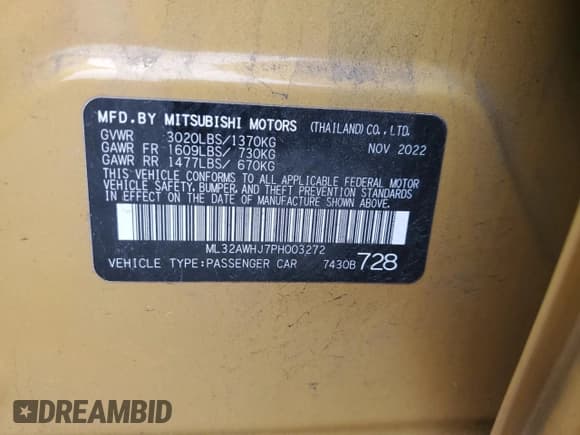 MFD.BY MITSUBISHI MOTORS (THAILAND) CO., LTD.
GVWR 3020LBS/1370KG NOV 2022
GAWR FR 1609LBS/ 730KG
GAWR RR 1477LBS/ 670KG
THIS VEHICLE CONFORMS TO ALL APPLICABLE FEDERAL MOTOR
VEHICLE SAFETY, BUMPER, AND THEFT PREVENTION STANDARDS
IN EFFECT ON THE DATE OF MANUFACTURE SHOWN ABOVE.
ML32AWHJ7PH003272
VEHICLE TYPE:PASSENGER CAR 7430B 728
DREAMBID